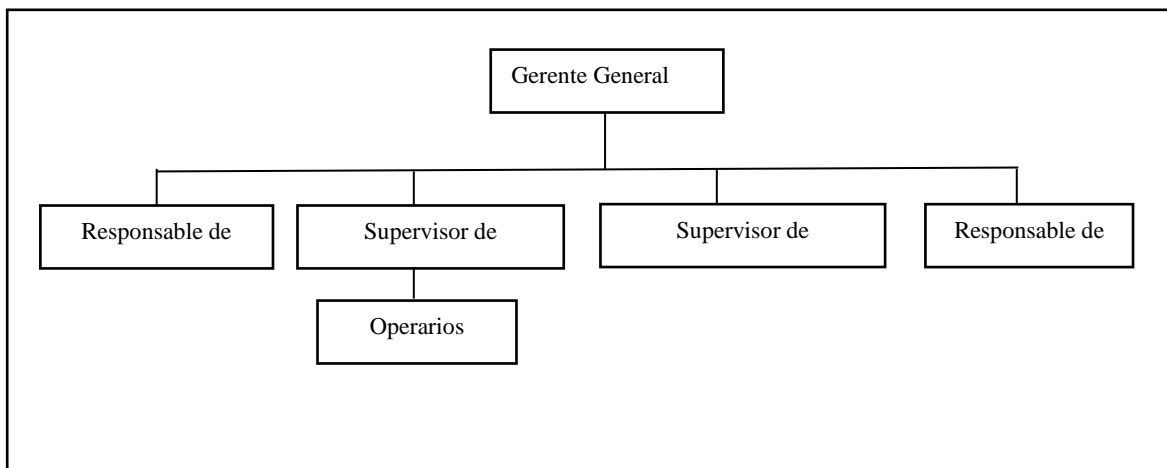 Gerente General
Responsable de
Supervisor de
Supervisor de
Responsable de
Operarios